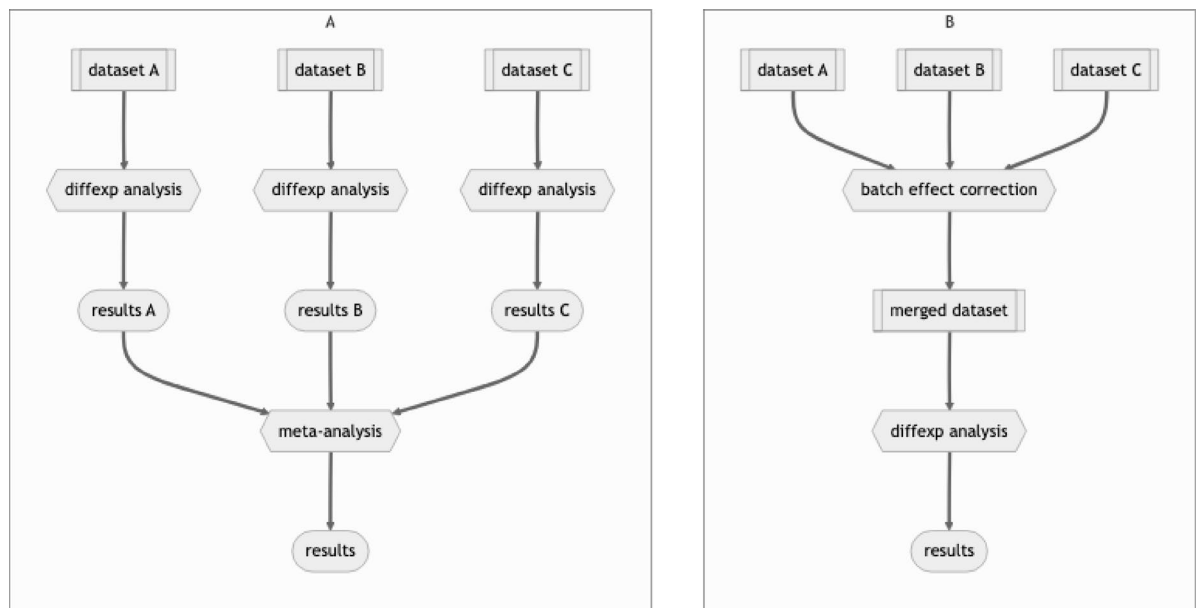 A
dataset A
dataset B
dataset C
diffexp analysis
diffexp analysis
diffexp analysis
results A
results B
results C
meta-analysis
results
B
dataset A
dataset B
dataset C
batch effect correction
merged dataset
diffexp analysis
results